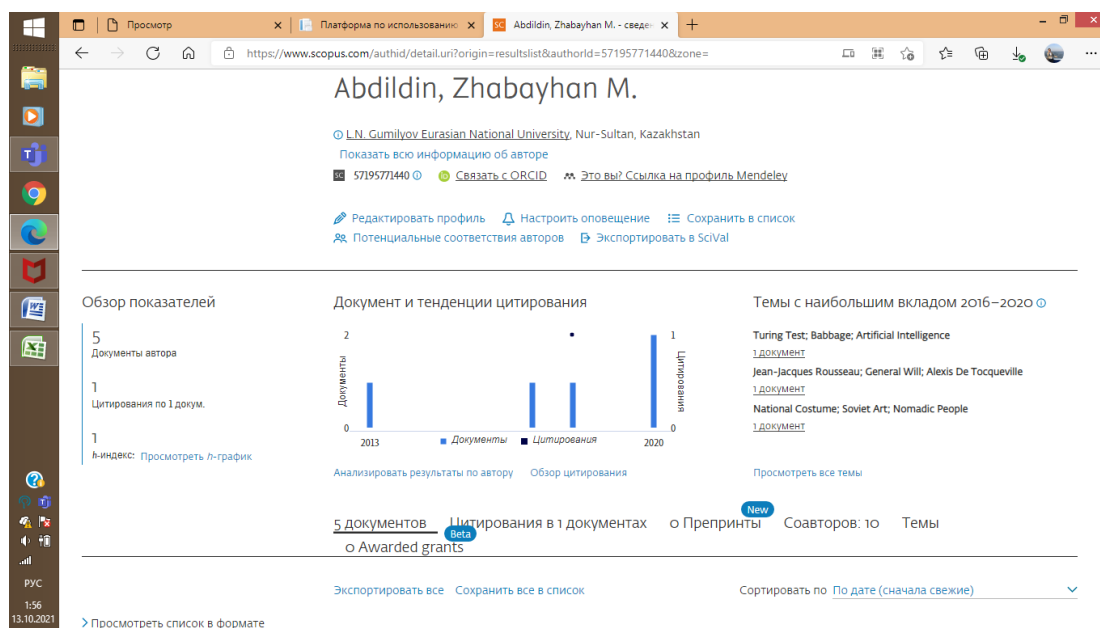 Просмотр
Платформа по использованию
Abdildin, Zhabayhan M. - сведен
https://www.scopus.com/authid/detail.uri?origin=resultslist&authorId=57195771440&zone=
Abdildin, Zhabayhan M.
L.N. Gumilyov Eurasian National University, Nur-Sultan, Kazakhstan
Показать всю информацию об авторе
SC 57195771440 iD Связать с ORCID Это вы? Ссылка на профиль Mendeley
Редактировать профиль Настроить оповещение Сохранить в список
Потенциальные соответствия авторов Экспортировать в SciVal
Обзор показателей
5
Документы автора
1
Цитирования по 1 докум.
1
h-индекс: Просмотреть h-график
Документ и тенденции цитирования
2 1
Документы
Цитирования
0 0
2013 Документы Цитирования 2020
Анализировать результаты по автору Обзор цитирования
Темы с наибольшим вкладом 2016–2020
Turing Test; Babbage; Artificial Intelligence
1 документ
Jean-Jacques Rousseau; General Will; Alexis De Tocqueville
1 документ
National Costume; Soviet Art; Nomadic People
1 документ
Просмотреть все темы
5 документов Цитирования в 1 документах 0 Препринты New Соавторов: 10 Темы
Beta
0 Awarded grants
Экспортировать все Сохранить все в список
Сортировать по По дате (сначала свежие)
Просмотреть список в формате
РУС
1:56
13.10.2021